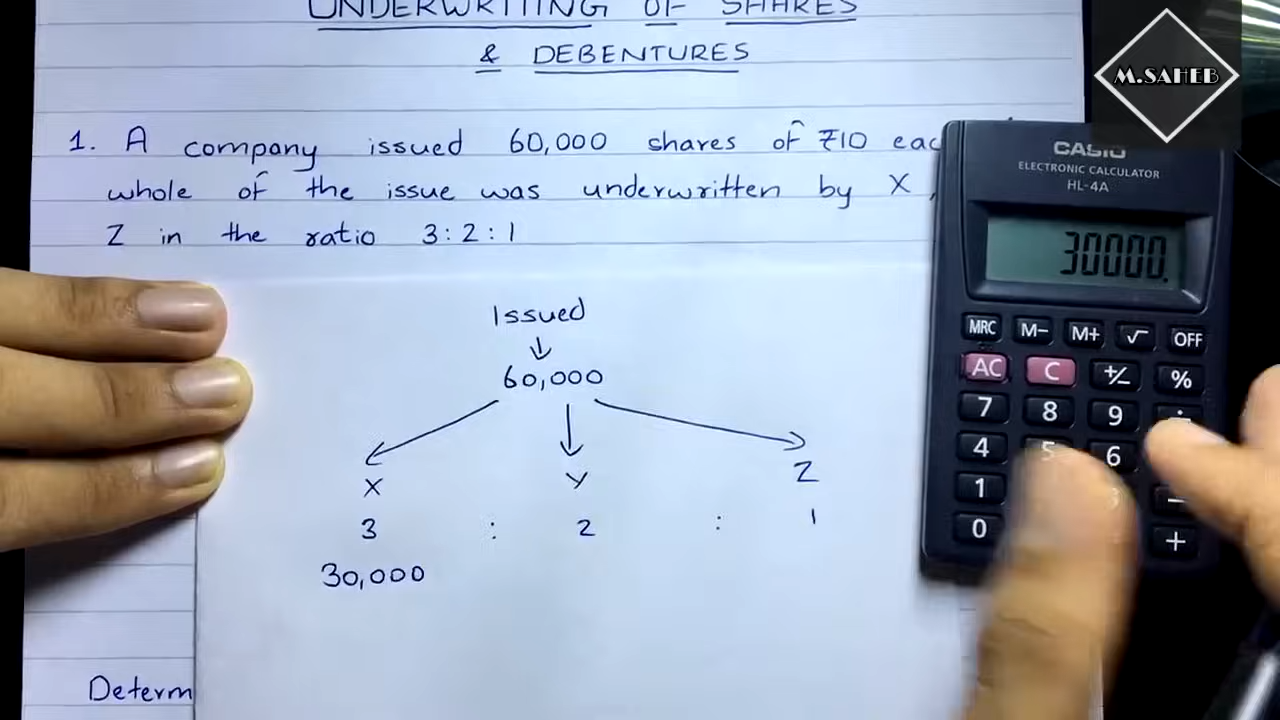 UNDERWRITING OF SHARES
& DEBENTURES
M.SAHEB
1. A company issued 60,000 shares of ₹10
whole of the issue was underwritten by X,
Z in the ratio 3:2:1
Issued
60,000
X Y Z
3 : 2 : 1
30,000
CASIO
ELECTRONIC CALCULATOR
HL-4A
30000.
MRC M- M+ √ OFF
AC C +/- %
7 8 9 ÷
4 5 6
1 -
0 +